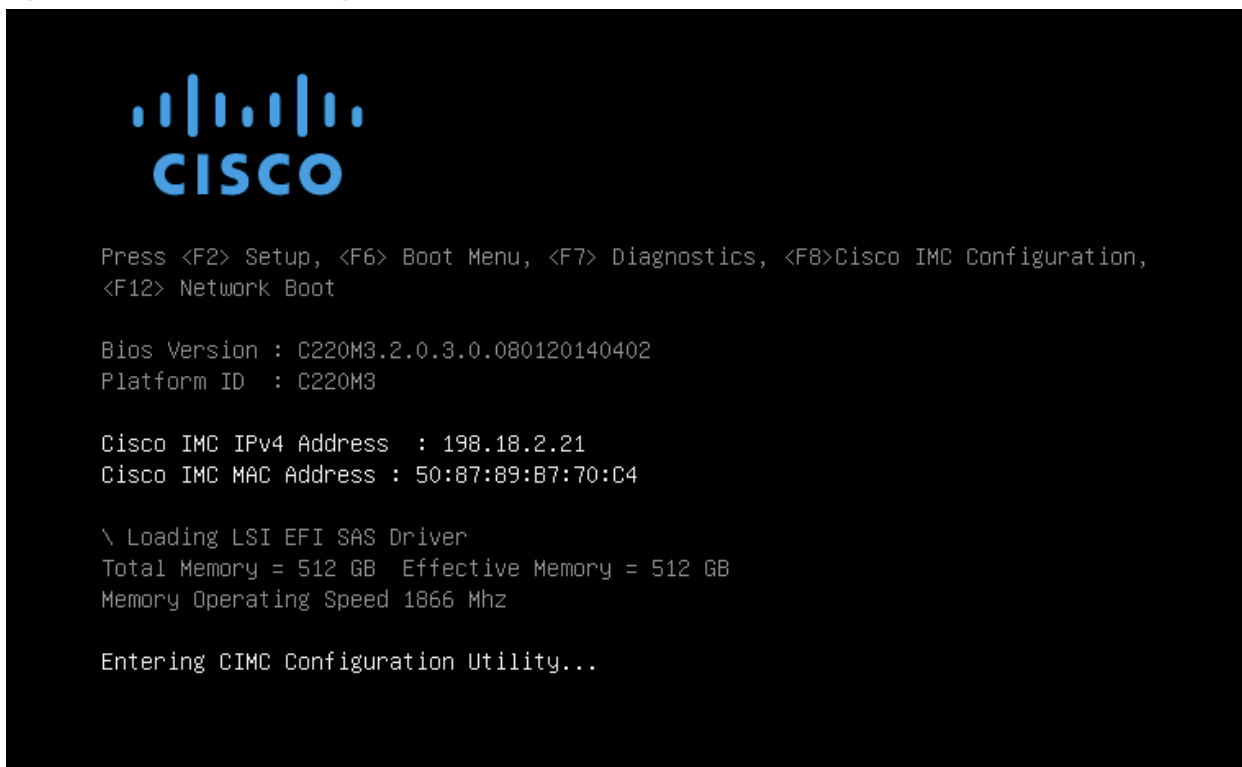 CISCO
Press <F2> Setup, <F6> Boot Menu, <F7> Diagnostics, <F8>Cisco IMC Configuration,
<F12> Network Boot
Bios Version : C220M3.2.0.3.0.080120140402
Platform ID  : C220M3
Cisco IMC IPv4 Address  : 198.18.2.21
Cisco IMC MAC Address : 50:87:89:B7:70:C4
\ Loading LSI EFI SAS Driver
Total Memory = 512 GB  Effective Memory = 512 GB
Memory Operating Speed 1866 Mhz
Entering CIMC Configuration Utility...